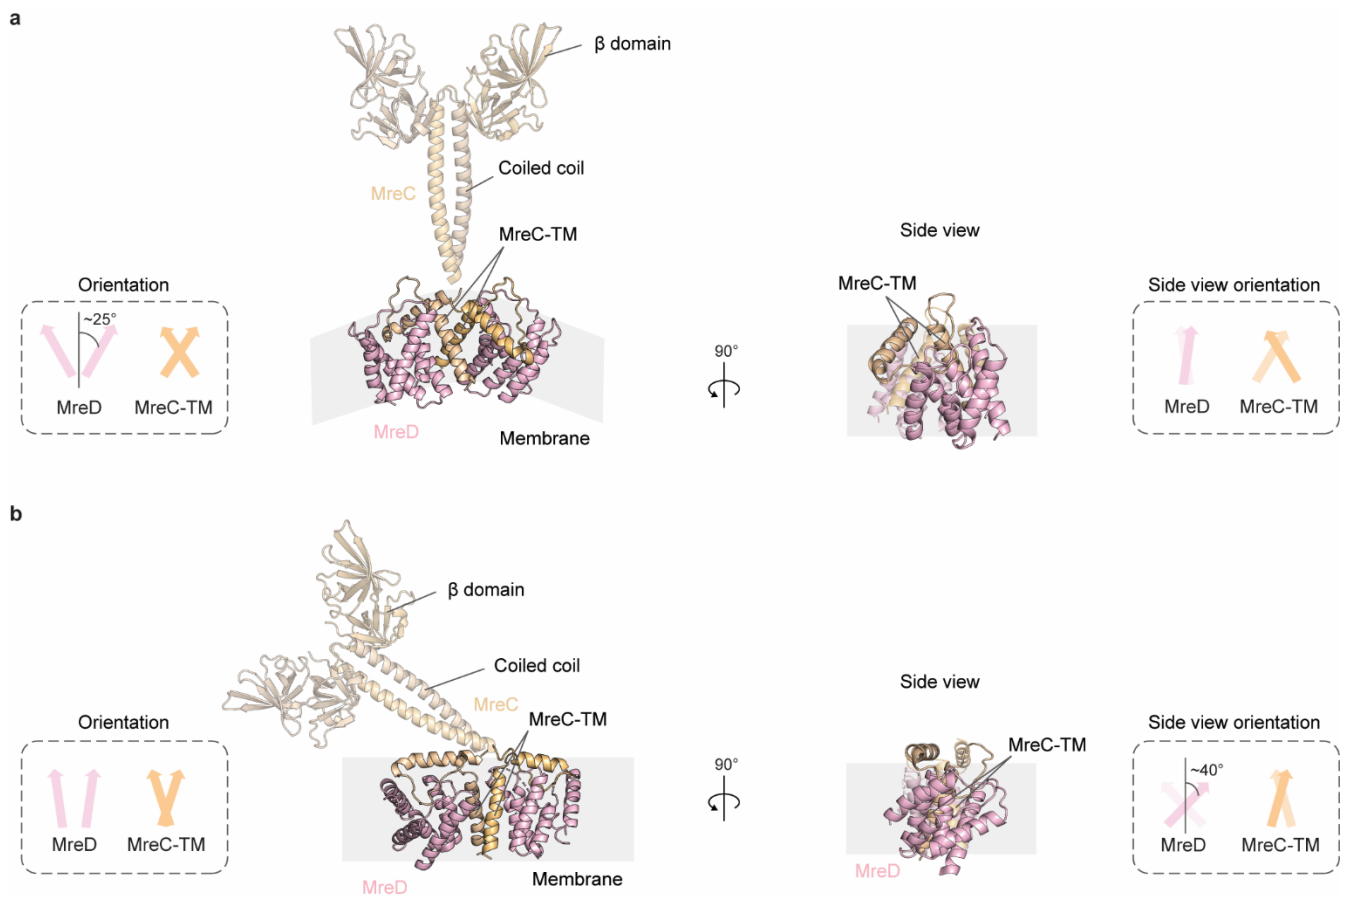 a
β domain
Coiled coil
MreC
MreC-TM
Side view
MreC-TM
Orientation
~25°
MreD
MreC-TM
MreD
Membrane
90°
Side view orientation
MreD
MreC-TM
b
β domain
Coiled coil
MreC
MreC-TM
Side view
MreC-TM
Orientation
MreD
MreC-TM
MreD
Membrane
90°
MreD
Side view orientation
~40°
MreD
MreC-TM